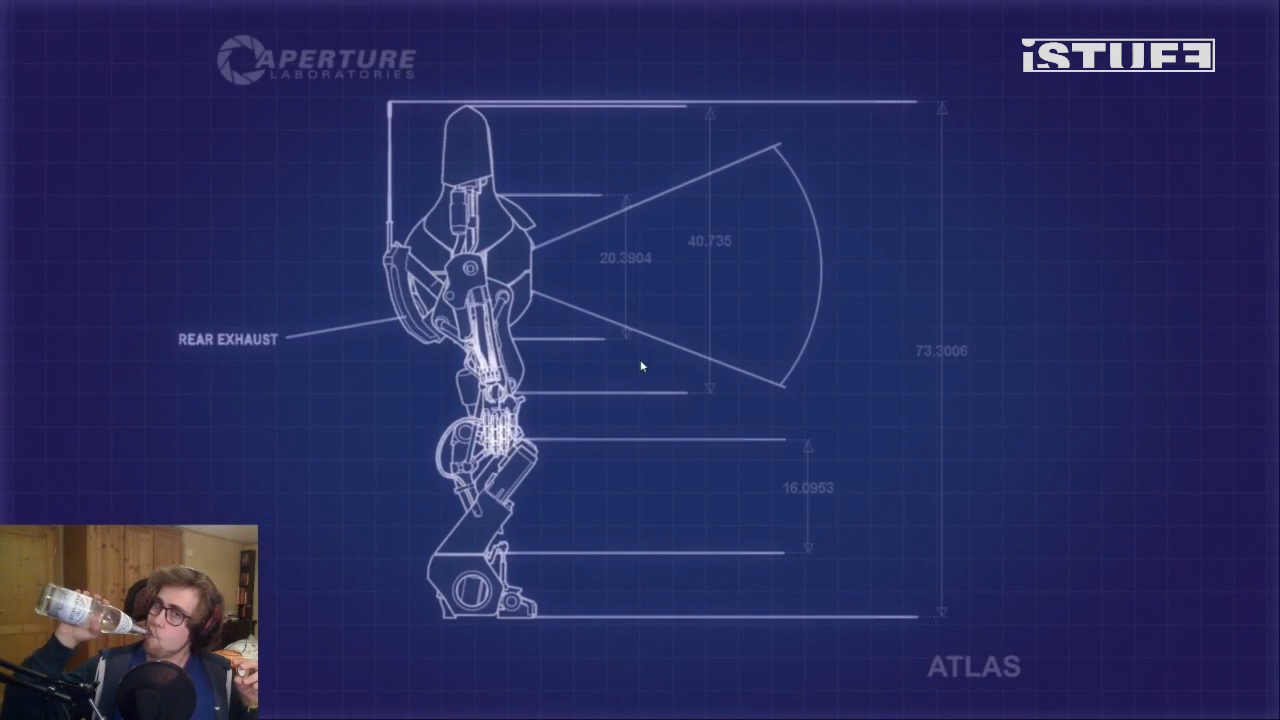 APERTURE
LABORATORIES
iSTUFF
40.735
20.3904
REAR EXHAUST
73.3006
16.0953
ATLAS